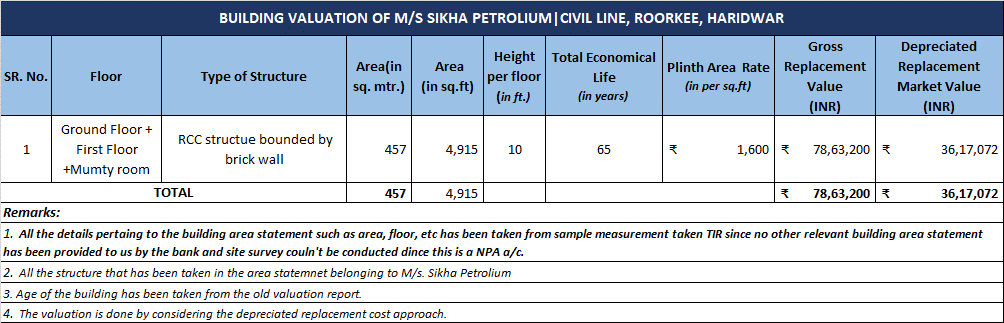 BUILDING VALUATION OF M/S SIKHA PETROLIUM|CIVIL LINE, ROORKEE, HARIDWAR
SR. No.
Floor
Type of Structure
Area(in
sq. mtr.)
Area
(in sq.ft)
Height
per floor
(in ft.)
Total Economical
Life
(in years)
Plinth Area Rate
(in per sq.ft)
Gross
Replacement
Value
(INR)
Depreciated
Replacement
Market Value
(INR)
1
Ground Floor +
First Floor
+Mumty room
RCC structue bounded by
brick wall
457
4,915
10
65
₹ 1,600
₹ 78,63,200
₹ 36,17,072
TOTAL
457
4,915
₹ 78,63,200
₹ 36,17,072
Remarks:
1. All the details pertaing to the building area statement such as area, floor, etc has been taken from sample measurement taken TIR since no other relevant building area statement
has been provided to us by the bank and site survey couln't be conducted dince this is a NPA a/c.
2. All the structure that has been taken in the area statemnet belonging to M/s. Sikha Petrolium
3. Age of the building has been taken from the old valuation report.
4. The valuation is done by considering the depreciated replacement cost approach.